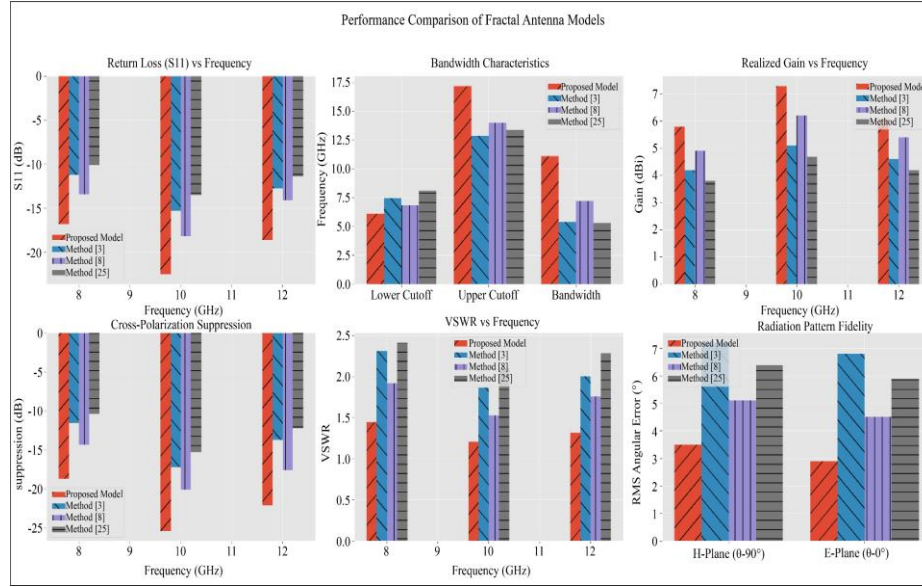 Performance Comparison of Fractal Antenna Models
Return Loss (S11) vs Frequency
0
-5
-10
-15
-20
S11 (dB)
Proposed Model
Method [3]
Method [8]
Method [25]
8 9 10 11 12
Frequency (GHz)
Bandwidth Characteristics
17.5
15.0
12.5
10.0
7.5
5.0
2.5
0.0
Frequency (GHz)
Proposed Model
Method [3]
Method [8]
Method [25]
Lower Cutoff Upper Cutoff Bandwidth
Realized Gain vs Frequency
7
6
5
4
3
2
1
0
Gain (dBi)
Proposed Model
Method [3]
Method [8]
Method [25]
8 9 10 11 12
Frequency (GHz)
Cross-Polarization Suppression
0
-5
-10
-15
-20
-25
suppression (dB)
Proposed Model
Method [3]
Method [8]
Method [25]
8 9 10 11 12
Frequency (GHz)
VSWR vs Frequency
2.5
2.0
1.5
1.0
0.5
0.0
VSWR
Proposed Model
Method [3]
Method [8]
Method [25]
8 9 10 11 12
Frequency (GHz)
Radiation Pattern Fidelity
7
6
5
4
3
2
1
0
RMS Angular Error (°)
Proposed Model
Method [3]
Method [8]
Method [25]
H-Plane (θ-90°) E-Plane (θ-0°)